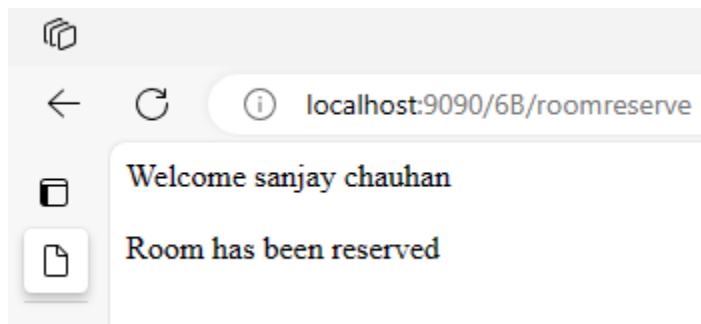 localhost:9090/6B/roomreserve
Welcome sanjay chauhan
Room has been reserved